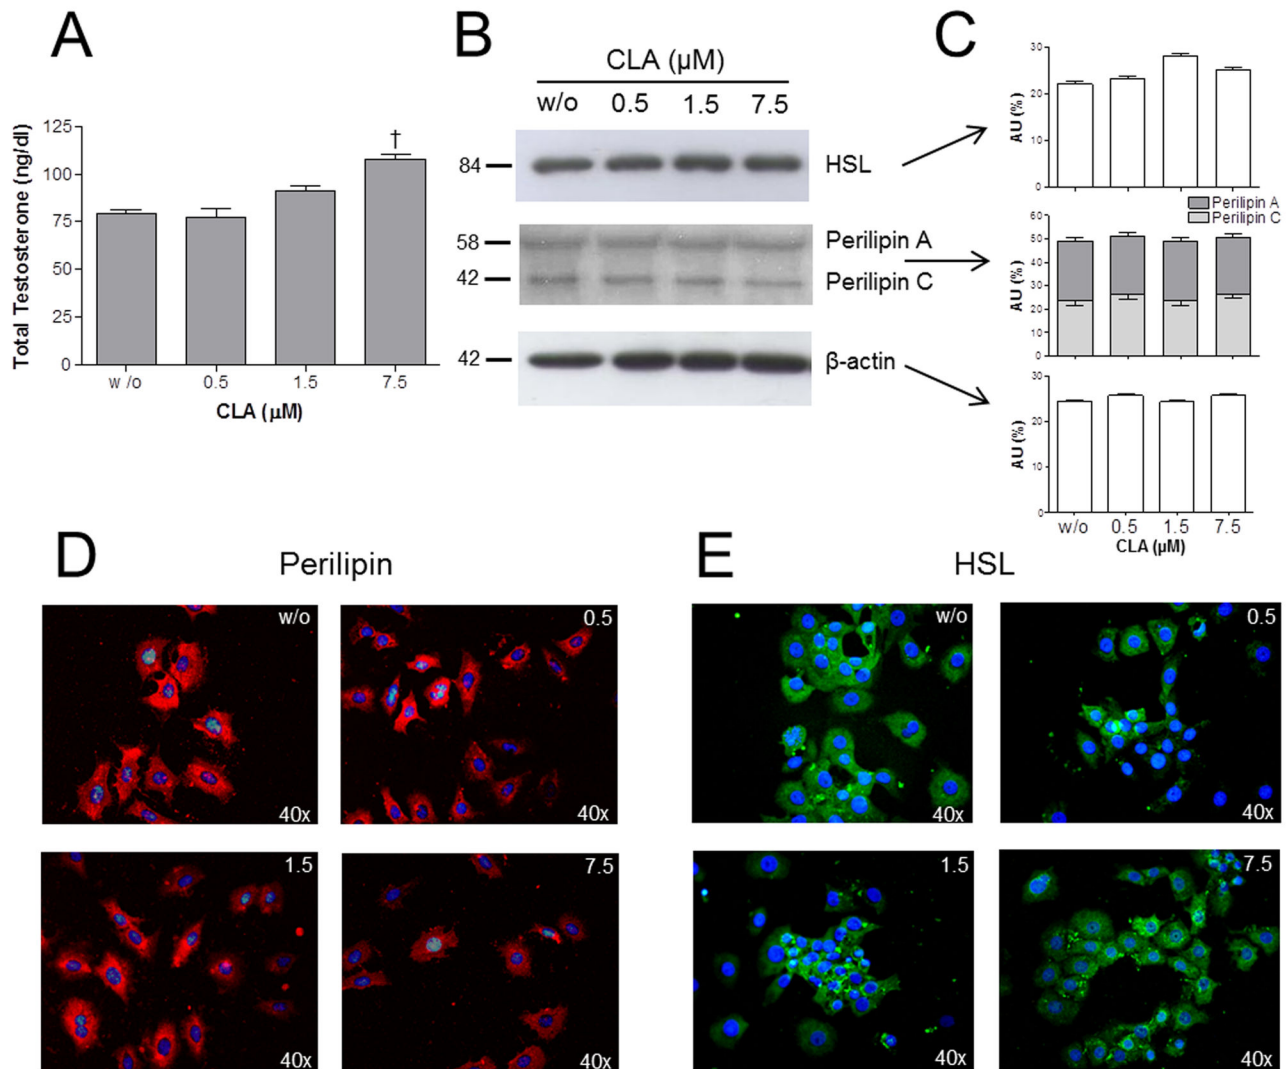 A
125
100
75
50
25
0
Total Testosterone (ng/dl)
†
w/o 0.5 1.5 7.5
CLA (µM)
B
CLA (µM)
w/o 0.5 1.5 7.5
84 HSL
58 Perilipin A
42 Perilipin C
42 β-actin
C
30
20
10
0
AU (%)
Perilipin A
Perilipin C
60
50
40
30
20
10
0
AU (%)
30
20
10
0
AU (%)
w/o 0.5 1.5 7.5
CLA (µM)
D
Perilipin
w/o 0.5
40x 40x
1.5 7.5
40x 40x
E
HSL
w/o 0.5
40x 40x
1.5 7.5
40x 40x